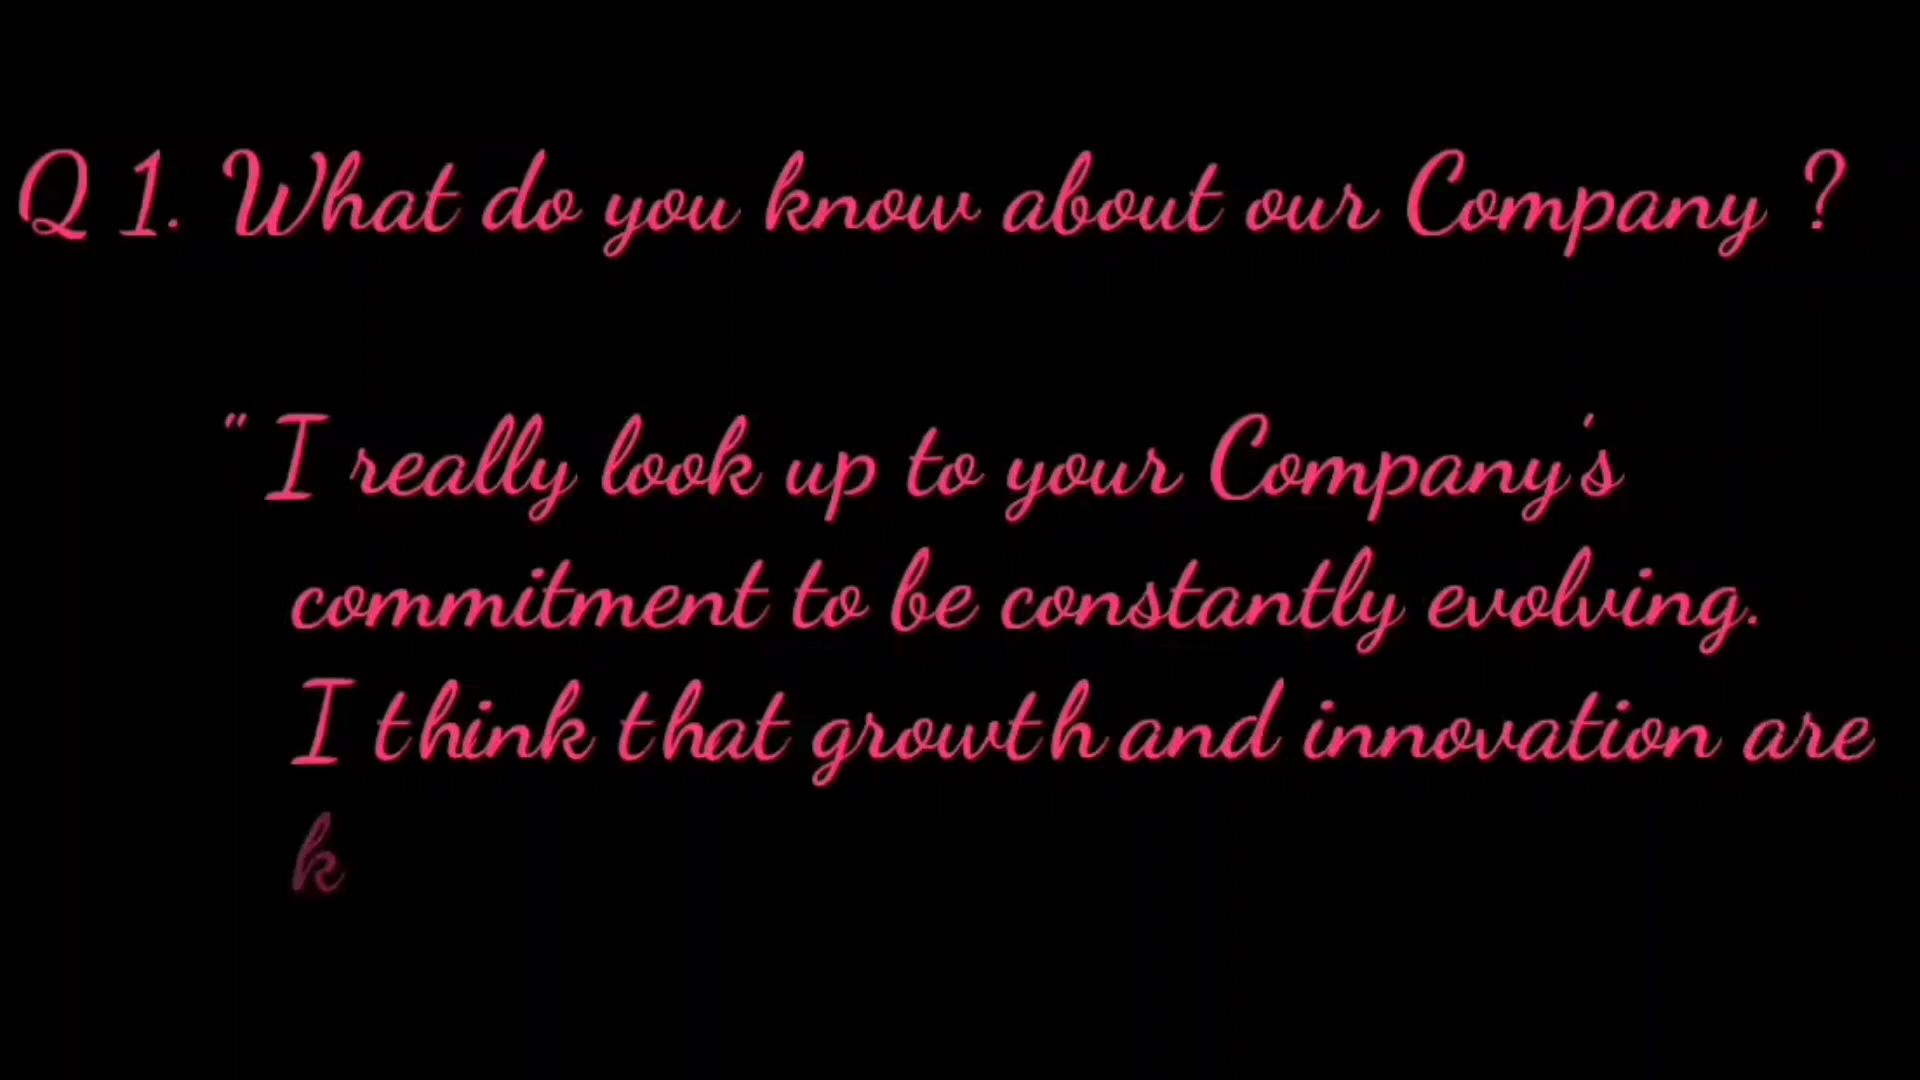 Q 1. What do you know about our Company ?
" I really look up to your Company's
commitment to be constantly evolving.
I think that growth and innovation are
k